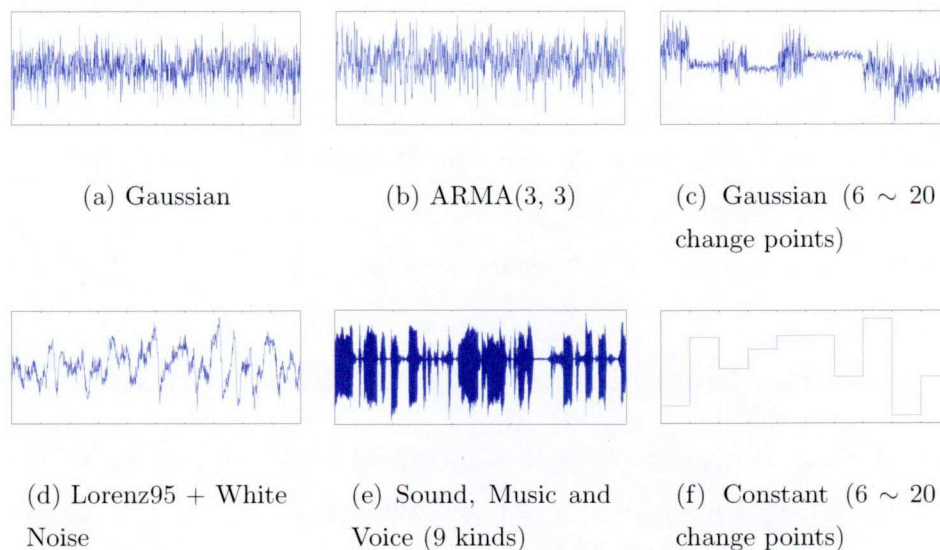 (a) Gaussian
(b) ARMA(3, 3)
(c) Gaussian (6 ~ 20
change points)
(d) Lorenz95 + White
Noise
(e) Sound, Music and
Voice (9 kinds)
(f) Constant (6 ~ 20
change points)